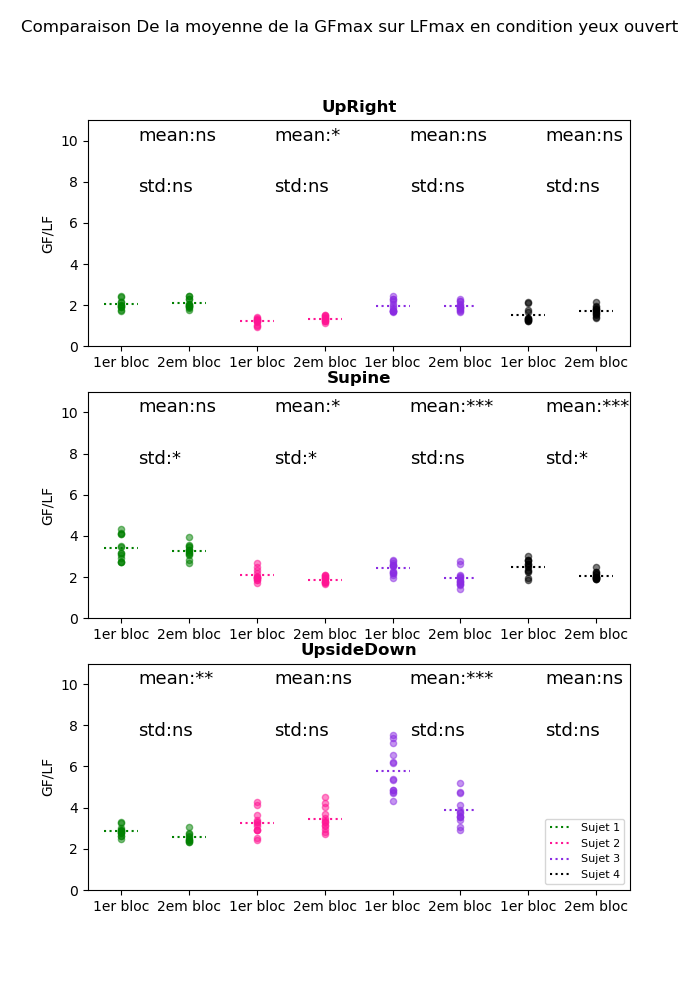 Comparaison De la moyenne de la GFmax sur LFmax en condition yeux ouvert
UpRight
mean:ns mean:* mean:ns mean:ns
std:ns std:ns std:ns std:ns
GF/LF
10
8
6
4
2
0
1er bloc 2em bloc 1er bloc 2em bloc 1er bloc 2em bloc 1er bloc 2em bloc
Supine
mean:ns mean:* mean:*** mean:***
std:* std:* std:ns std:*
GF/LF
10
8
6
4
2
0
1er bloc 2em bloc 1er bloc 2em bloc 1er bloc 2em bloc 1er bloc 2em bloc
UpsideDown
mean:** mean:ns mean:*** mean:ns
std:ns std:ns std:ns std:ns
GF/LF
10
8
6
4
2
0
Sujet 1
Sujet 2
Sujet 3
Sujet 4
1er bloc 2em bloc 1er bloc 2em bloc 1er bloc 2em bloc 1er bloc 2em bloc